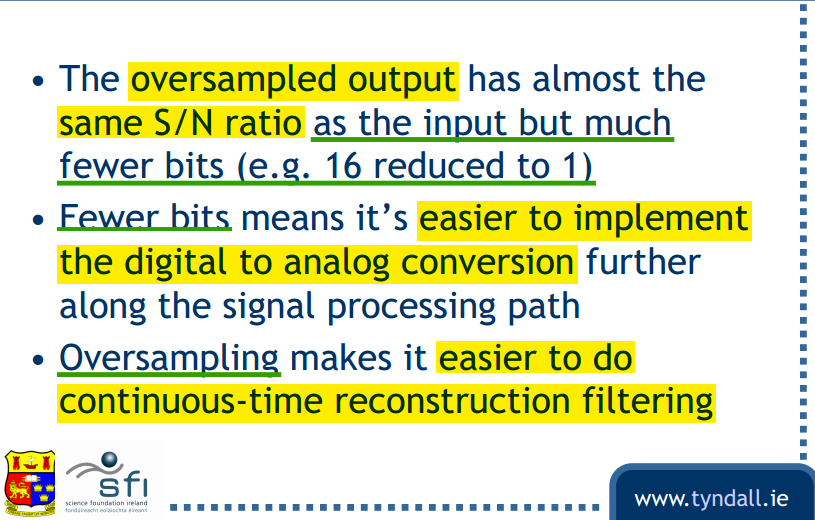 • The oversampled output has almost the
same S/N ratio as the input but much
fewer bits (e.g. 16 reduced to 1)
• Fewer bits means it’s easier to implement
the digital to analog conversion further
along the signal processing path
• Oversampling makes it easier to do
continuous-time reconstruction filtering
sfi
science foundation ireland
fondúireacht eolaíochta éireann
www.tyndall.ie